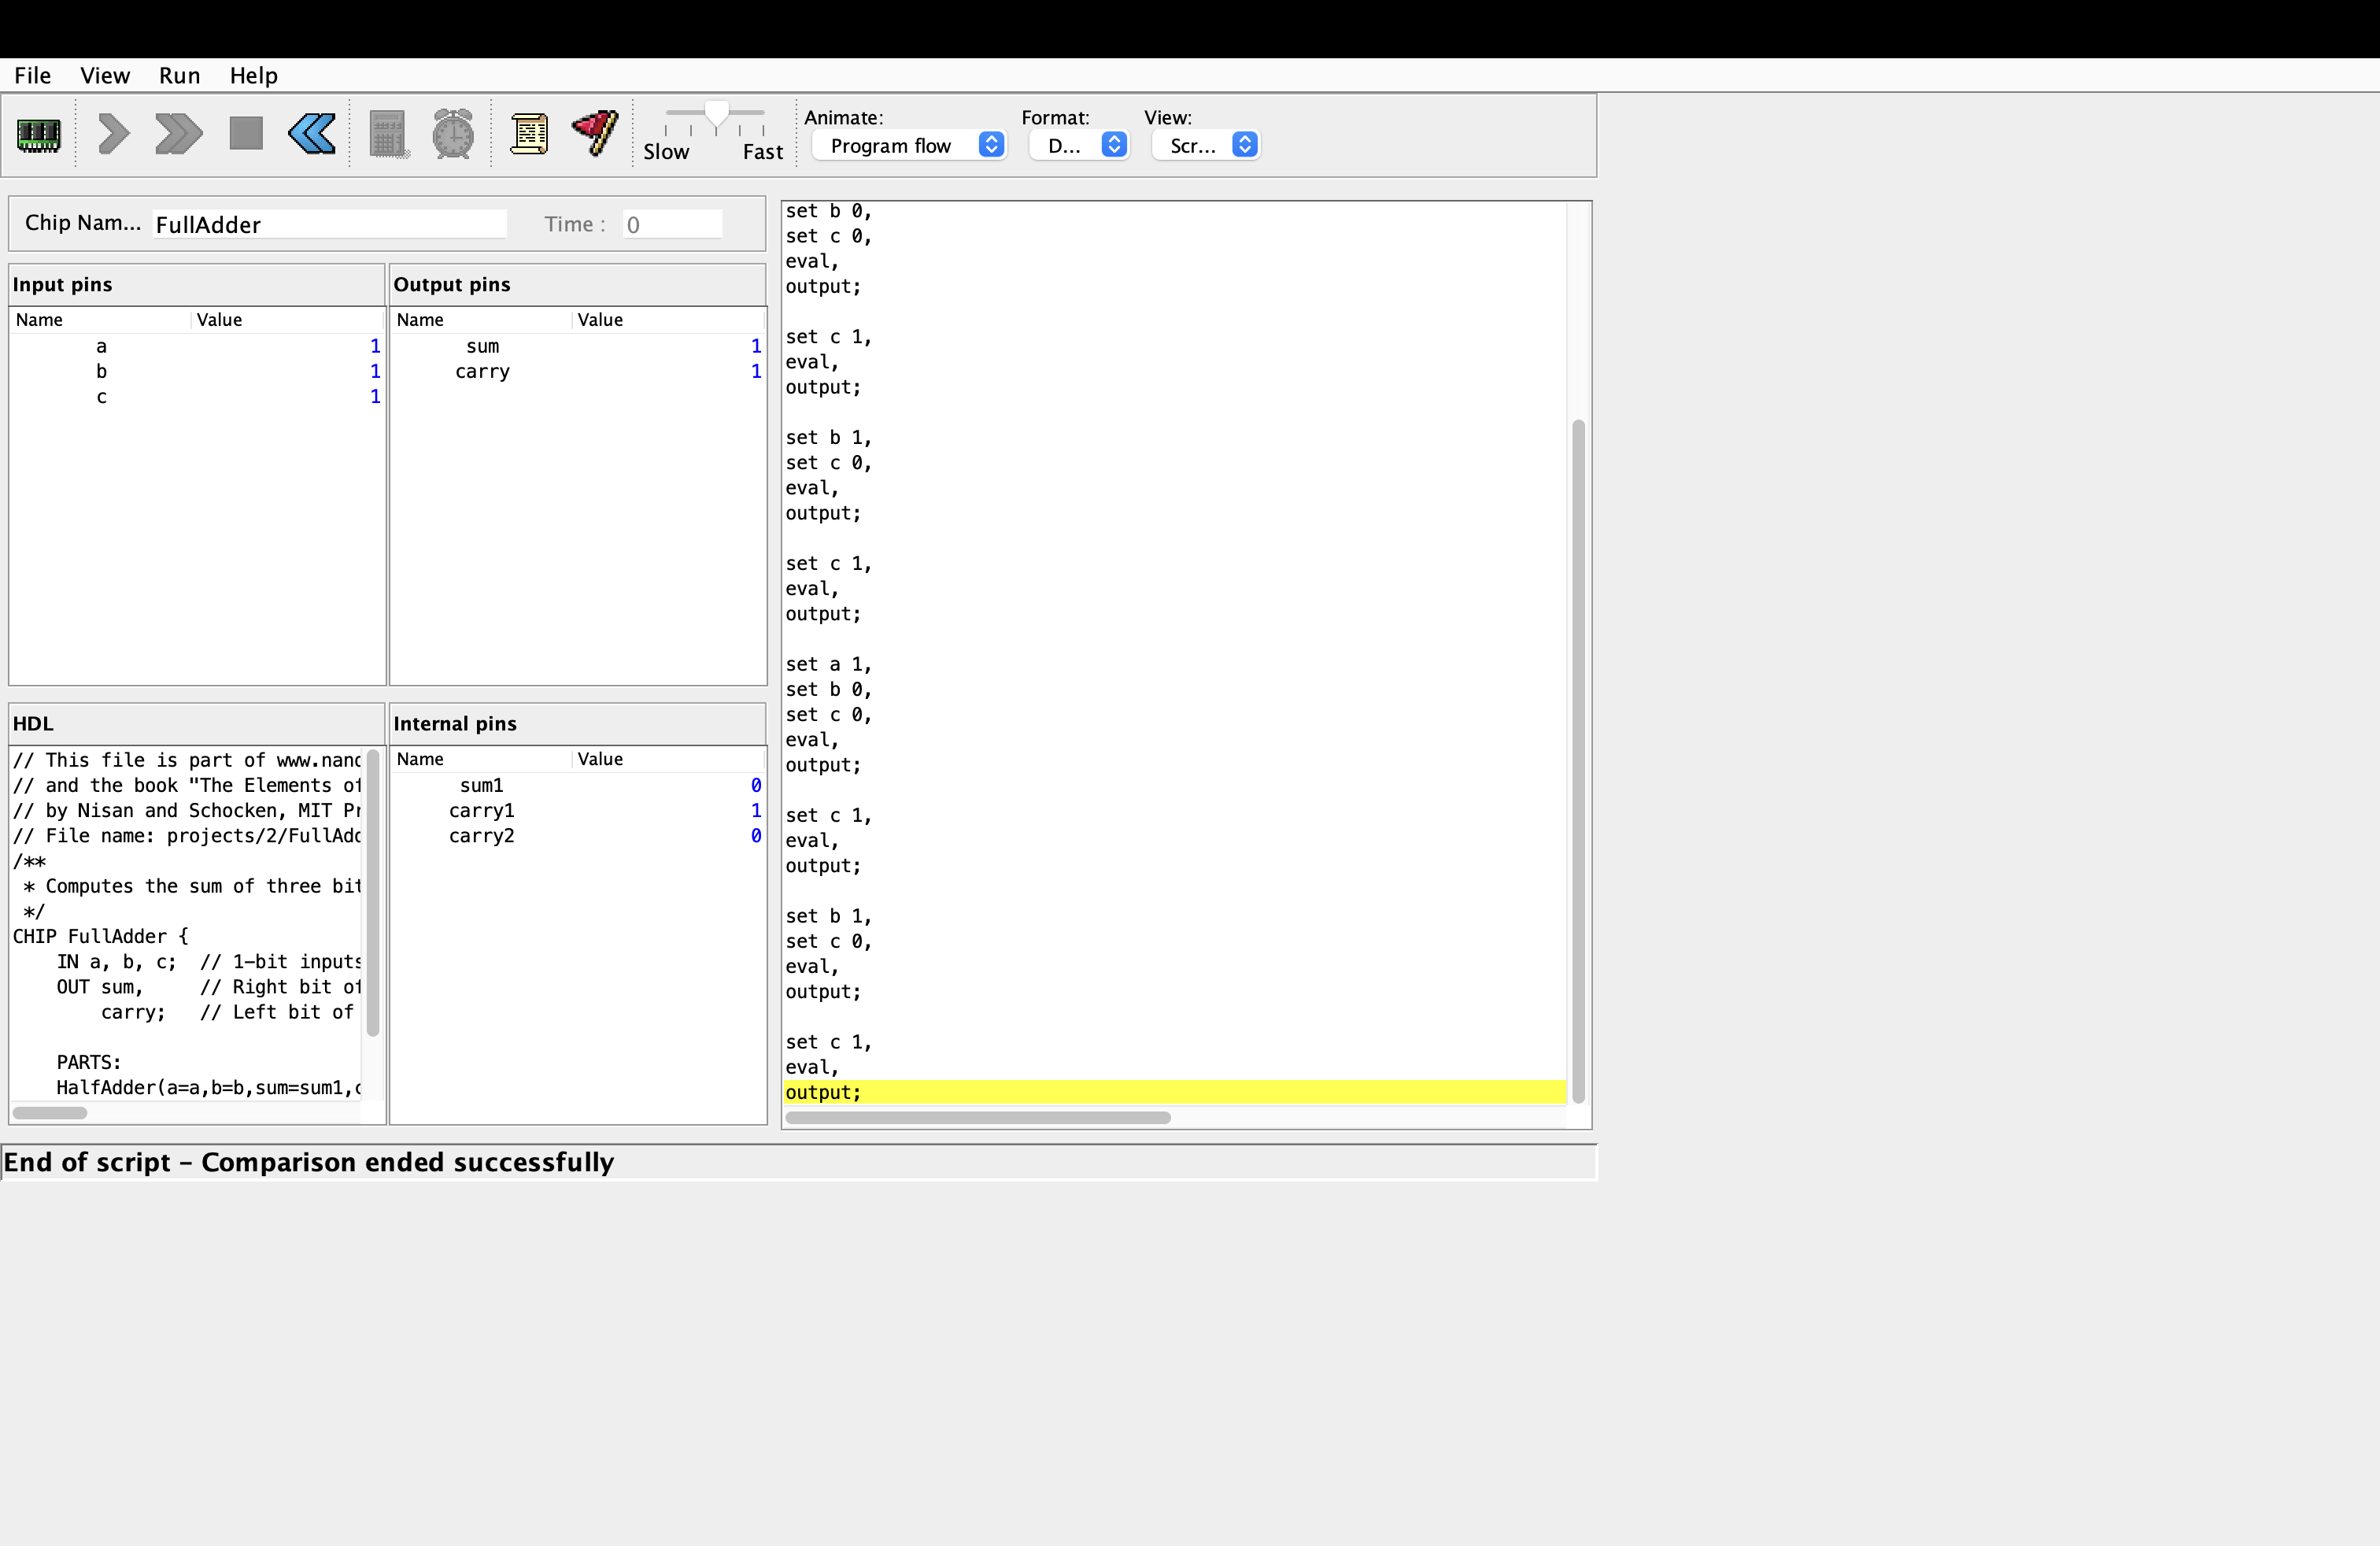 File View Run Help
Animate: Format: View:
Slow Fast Program flow D... Scr...
Chip Nam... FullAdder Time : 0
Input pins
Name Value
a 1
b 1
c 1
Output pins
Name Value
sum 1
carry 1
HDL
// This file is part of www.nand
// and the book "The Elements of
// by Nisan and Schocken, MIT Pr
// File name: projects/2/FullAdd
/**
* Computes the sum of three bit
*/
CHIP FullAdder {
IN a, b, c;  // 1-bit inputs
OUT sum,     // Right bit of
carry;   // Left bit of
PARTS:
HalfAdder(a=a,b=b,sum=sum1,c
Internal pins
Name Value
sum1 0
carry1 1
carry2 0
set b 0,
set c 0,
eval,
output;
set c 1,
eval,
output;
set b 1,
set c 0,
eval,
output;
set c 1,
eval,
output;
set a 1,
set b 0,
set c 0,
eval,
output;
set c 1,
eval,
output;
set b 1,
set c 0,
eval,
output;
set c 1,
eval,
output;
End of script – Comparison ended successfully